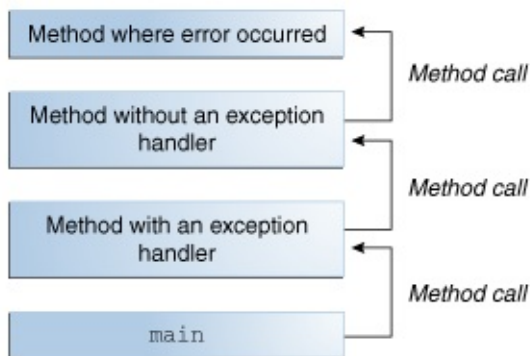 Method where error occurred
Method call
Method without an exception
handler
Method call
Method with an exception
handler
Method call
main